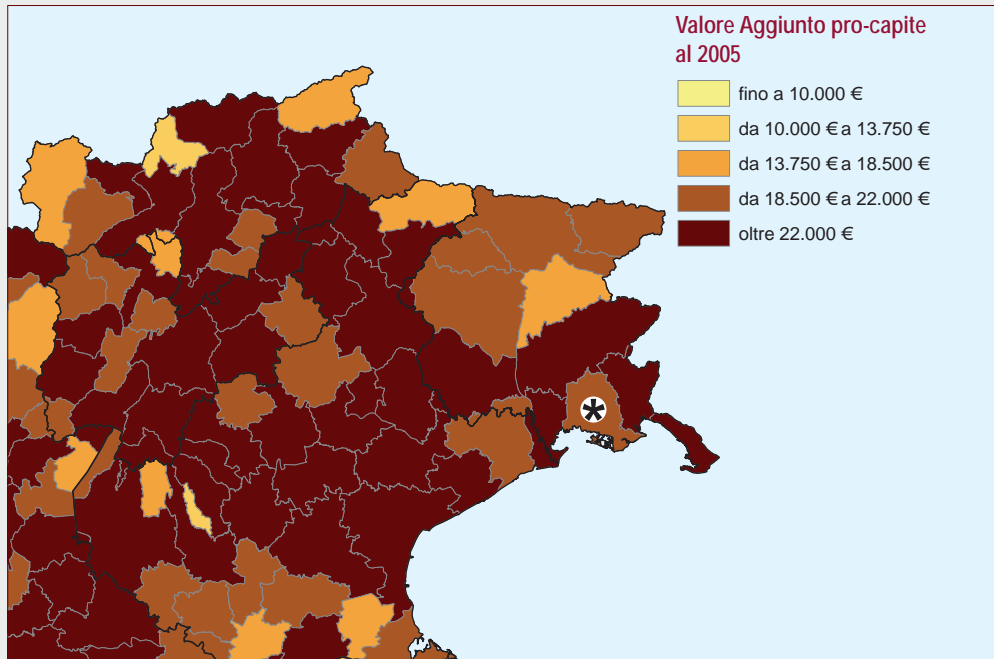 Valore Aggiunto pro-capite
al 2005
fino a 10.000 €
da 10.000 € a 13.750 €
da 13.750 € a 18.500 €
da 18.500 € a 22.000 €
oltre 22.000 €